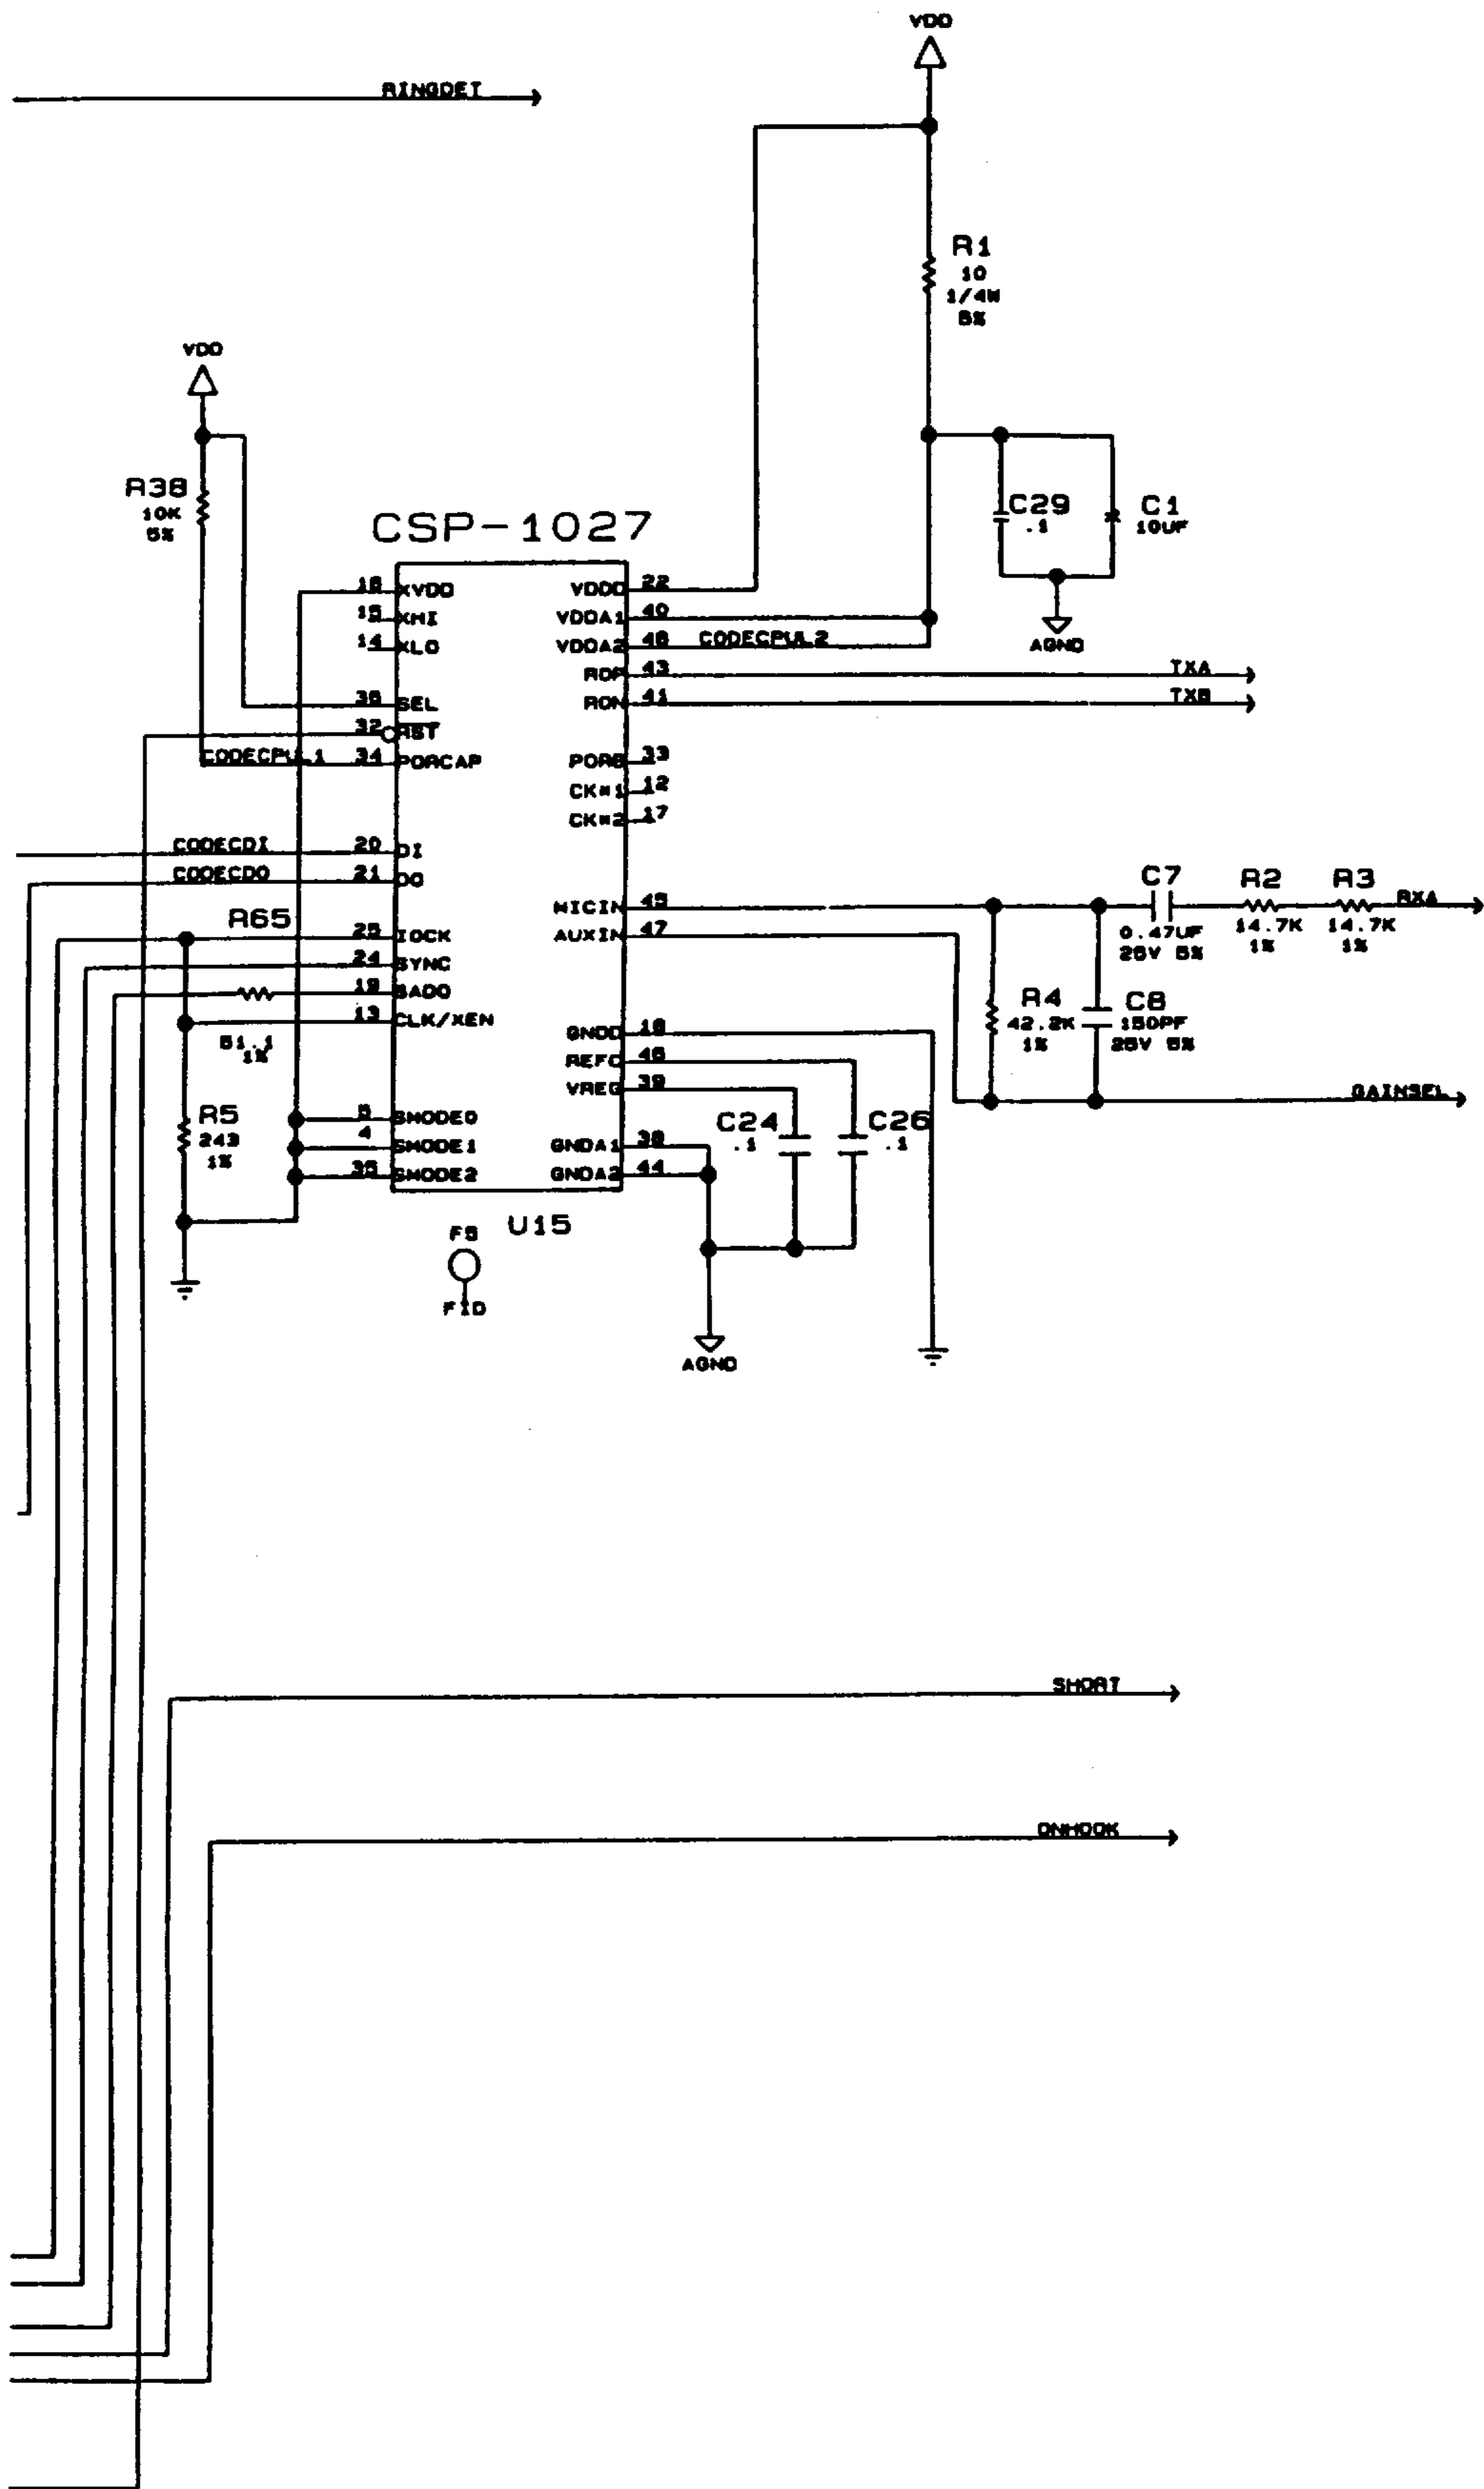 VDD
RINGDET
R1
10
1/4W
5%
VDD
R38
10K
5%
CSP-1027
C29
.1
C1
10UF
AGND
16 XVDD
15 XHI
14 XLO
36 SEL
32 RST
CODECPUL1 34 PORCAP
CODECDI 20 DI
CODECDO 21 DO
R65
25 IOCK
24 SYNC
19 SADO
13 CLK/XEN
51.1
1%
R5
243
1%
5 SMODE0
4 SMODE1
35 SMODE2
VDDD 22
VDDA1 40
VDDA2 48 CODECPUL2
ROP 43 TXA
RON 41 TXB
PORB 33
CK#1 12
CK#2 17
MICIN 45
AUXIN 47
C7
0.47UF
25V 5%
R2
14.7K
1%
R3
14.7K
1%
RXA
R4
42.2K
1%
C8
150PF
25V 5%
GAINSEL
GNDD 18
REFC 46
VREG 39
GNDA1 38
GNDA2 44
C24
.1
C26
.1
U15
F5
FID
AGND
SHORT
ONHOOK